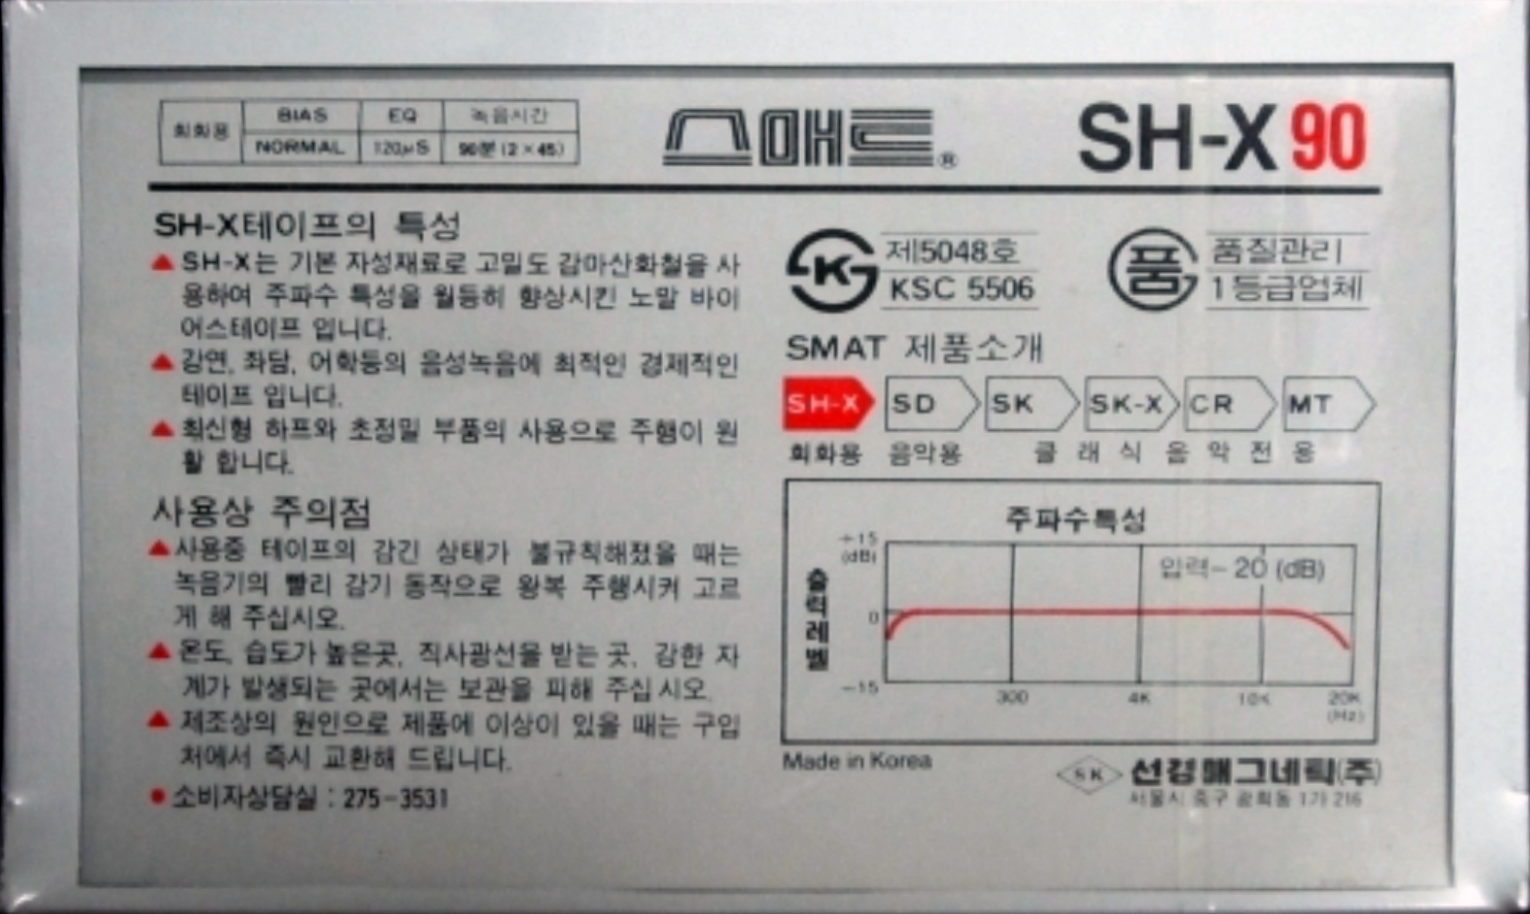 회화용 BIAS EQ 녹음시간
NORMAL 120μS 90분 (2×45)
스매트®
SH-X 90
SH-X테이프의 특성
▲ SH-X는 기본 자성재료로 고밀도 감마산화철을 사
용하여 주파수 특성을 월등히 향상시킨 노말 바이
어스테이프 입니다.
▲ 강연, 좌담, 어학등의 음성녹음에 최적인 경제적인
테이프 입니다.
▲ 최신형 하프와 초정밀 부품의 사용으로 주행이 원
활 합니다.
사용상 주의점
▲ 사용중 테이프의 감긴 상태가 불규칙해졌을 때는
녹음기의 빨리 감기 동작으로 왕복 주행시켜 고르
게 해 주십시오.
▲ 온도, 습도가 높은곳, 직사광선을 받는 곳, 강한 자
계가 발생되는 곳에서는 보관을 피해 주십시오.
▲ 제조상의 원인으로 제품에 이상이 있을 때는 구입
처에서 즉시 교환해 드립니다.
● 소비자상담실 : 275-3531
K 제5048호
KSC 5506
품 품질관리
1등급업체
SMAT 제품소개
SH-X SD SK SK-X CR MT
회화용 음악용 클래식음악전용
주파수특성
+15
(dB)
입력-20 (dB)
출력레벨
0
-15
300 4K 10K 20K
(Hz)
Made in Korea
SK 선경매그네틱(주)
서울시 중구 광희동 1가 216